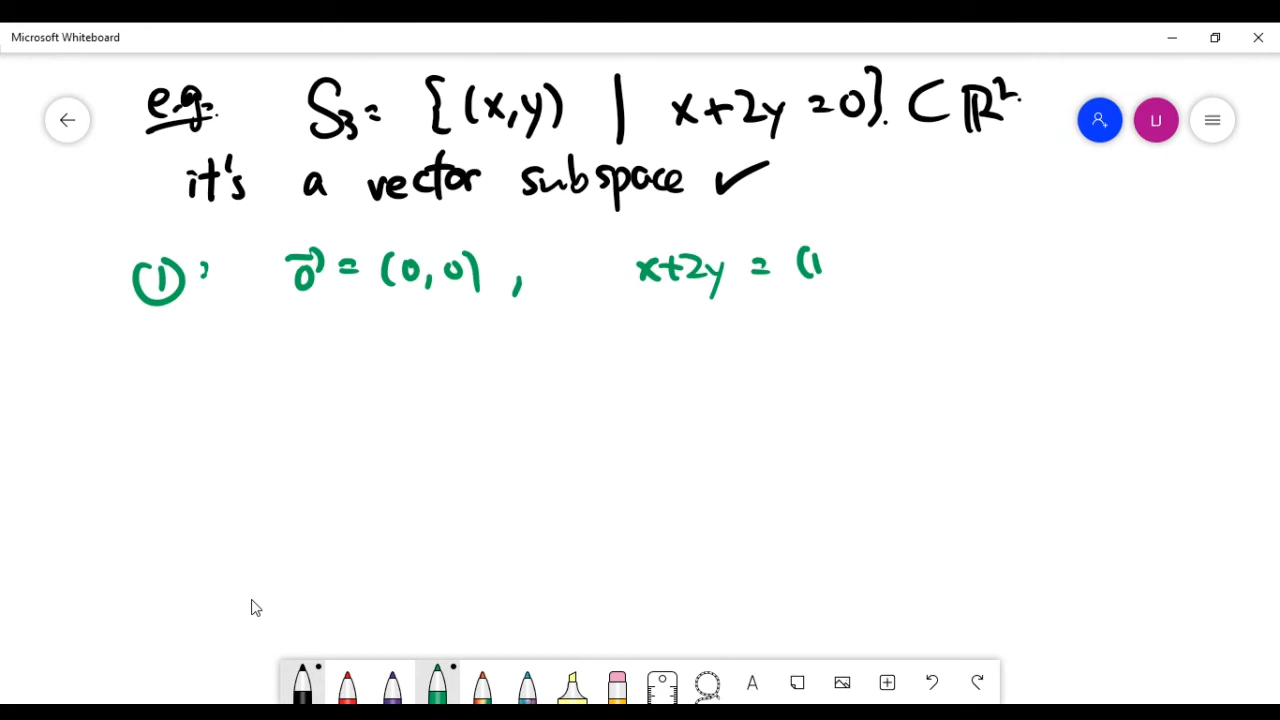 Microsoft Whiteboard
e.g. S₃ = {(x,y) | x+2y = 0}. ⊂ ℝ².
it's a vector subspace ✓
①: 0⃗ = (0,0), x+2y =
U
A